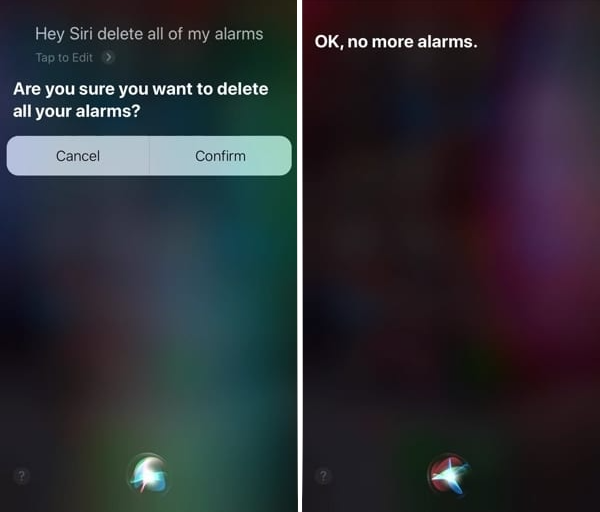 Hey Siri delete all of my alarms
Tap to Edit
Are you sure you want to delete
all your alarms?
Cancel Confirm
?
OK, no more alarms.
?